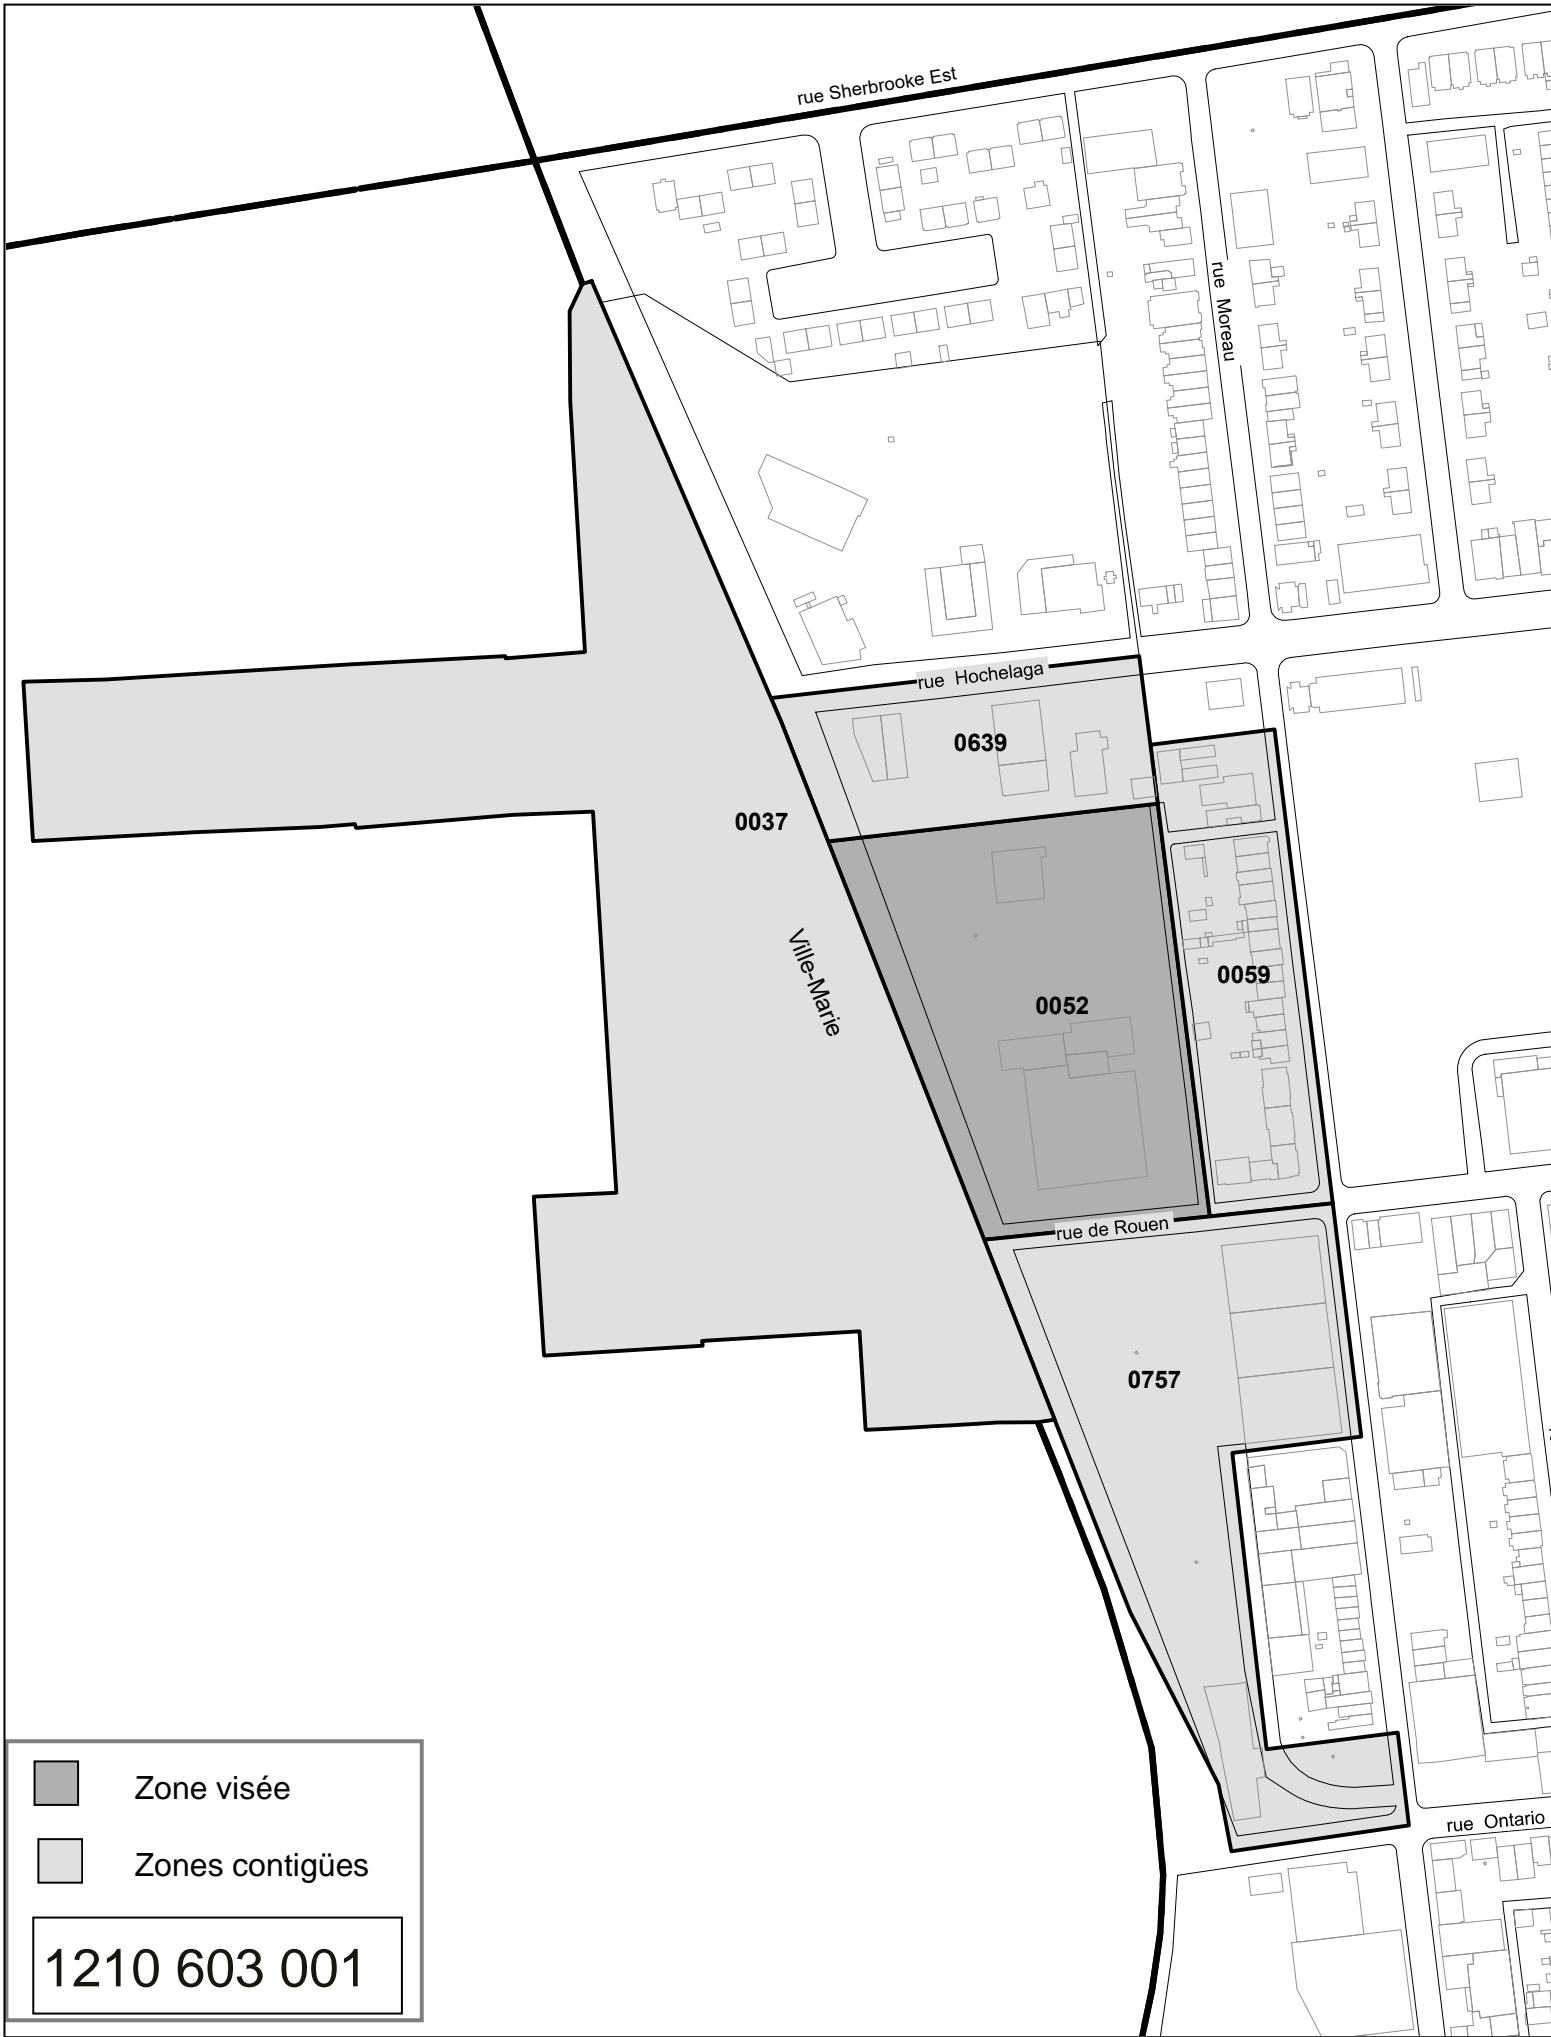 rue Sherbrooke Est
rue Moreau
rue Hochelaga
0639
0037
Ville-Marie
0059
0052
rue de Rouen
0757
Zone visée
rue Ontario
Zones contigües
1210 603 001